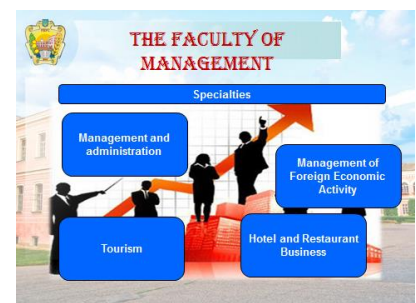 THE FACULTY OF
MANAGEMENT
Specialties
Management and
administration
Management of
Foreign Economic
Activity
Tourism
Hotel and Restaurant
Business